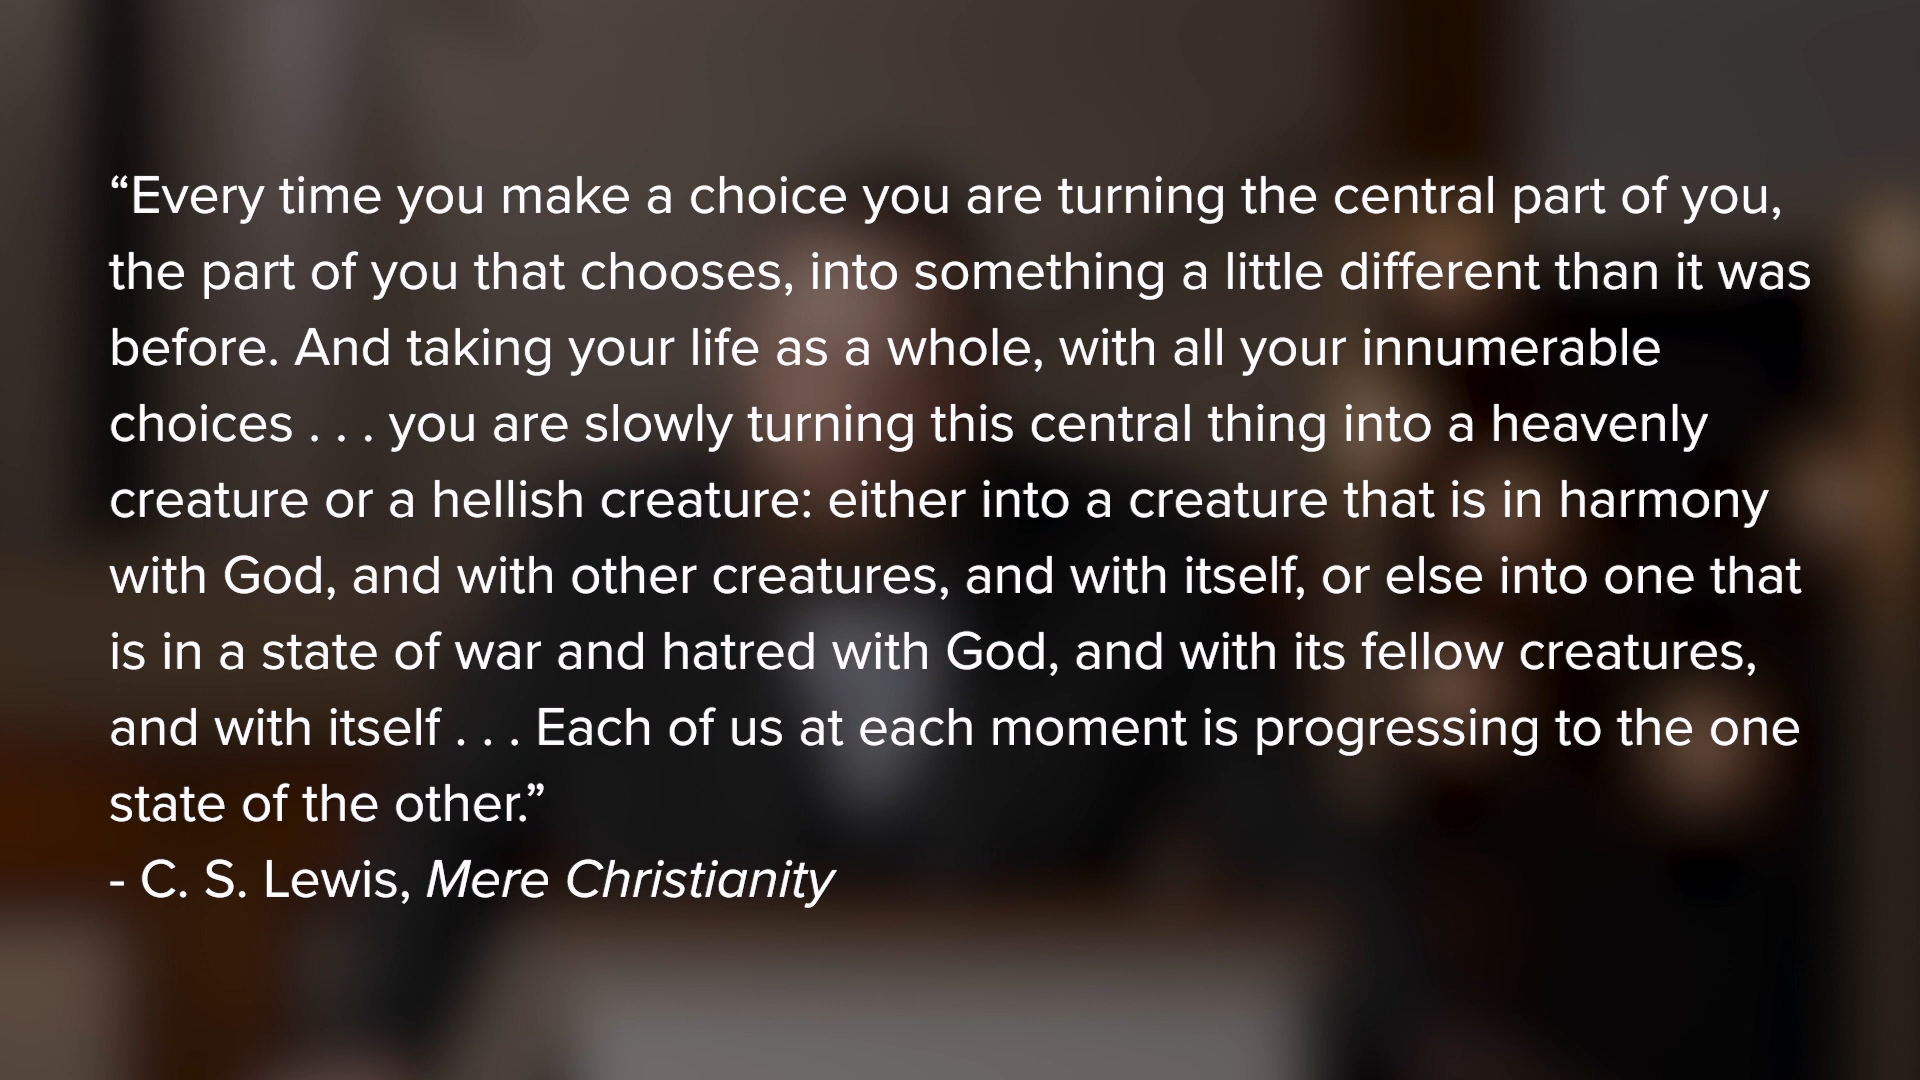 “Every time you make a choice you are turning the central part of you,
the part of you that chooses, into something a little different than it was
before. And taking your life as a whole, with all your innumerable
choices . . . you are slowly turning this central thing into a heavenly
creature or a hellish creature: either into a creature that is in harmony
with God, and with other creatures, and with itself, or else into one that
is in a state of war and hatred with God, and with its fellow creatures,
and with itself . . . Each of us at each moment is progressing to the one
state of the other.”
- C. S. Lewis, Mere Christianity